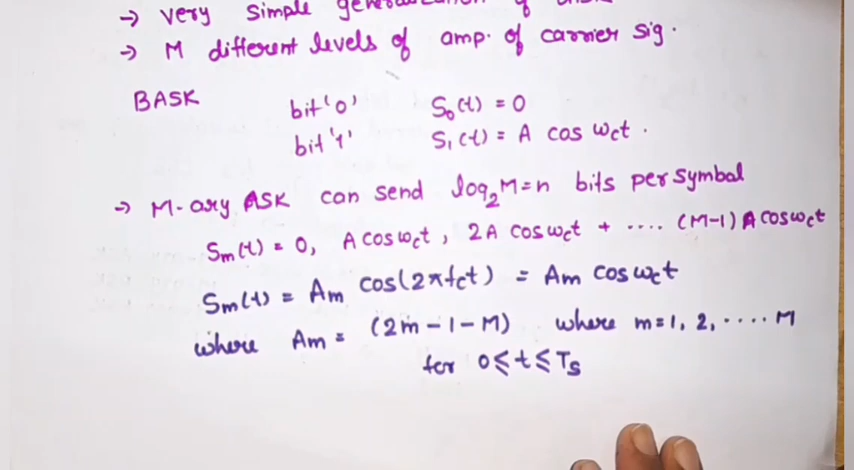 → very simple generalization of
→ M different levels of amp. of carrier sig.
BASK bit '0' S₀(t) = 0
bit '1' S₁(t) = A cos ωct .
→ M-ary ASK can send log₂M=n bits per symbol
Sm(t) = 0, A cos ωct, 2A cos ωct + .... (M-1) A cos ωct
Sm(t) = Am cos(2πfct) = Am cos ωct
where Am = (2m-1-M) where m=1, 2, ..... M
for 0≤t≤Ts